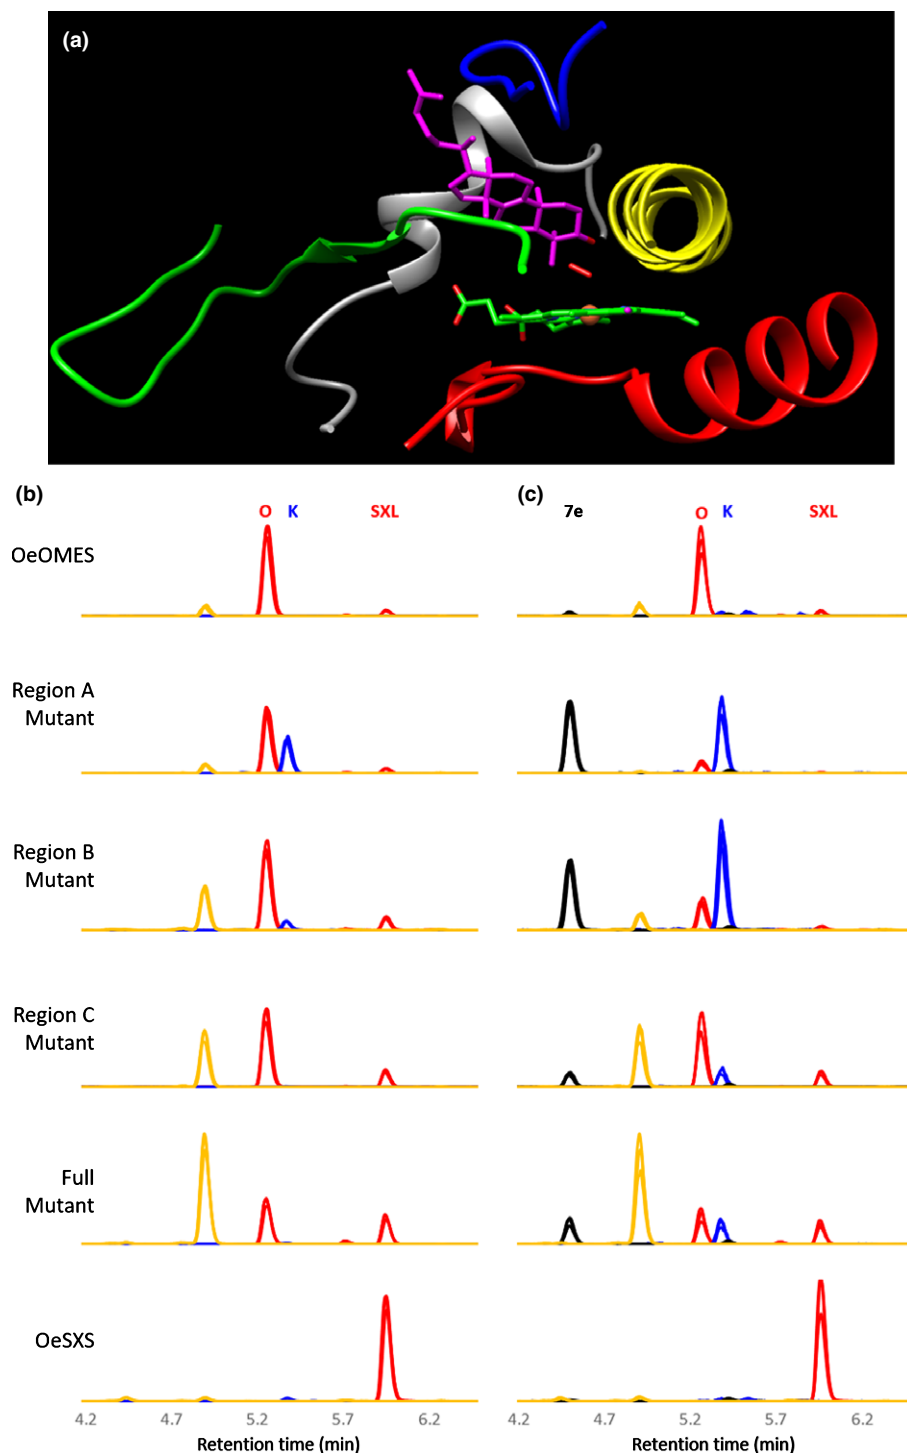 (a)
(b)
(c)
O K SXL
7e O K SXL
OeOMES
Region A
Mutant
Region B
Mutant
Region C
Mutant
Full
Mutant
OeSXS
4.2 4.7 5.2 5.7 6.2
4.2 4.7 5.2 5.7 6.2
Retention time (min)
Retention time (min)